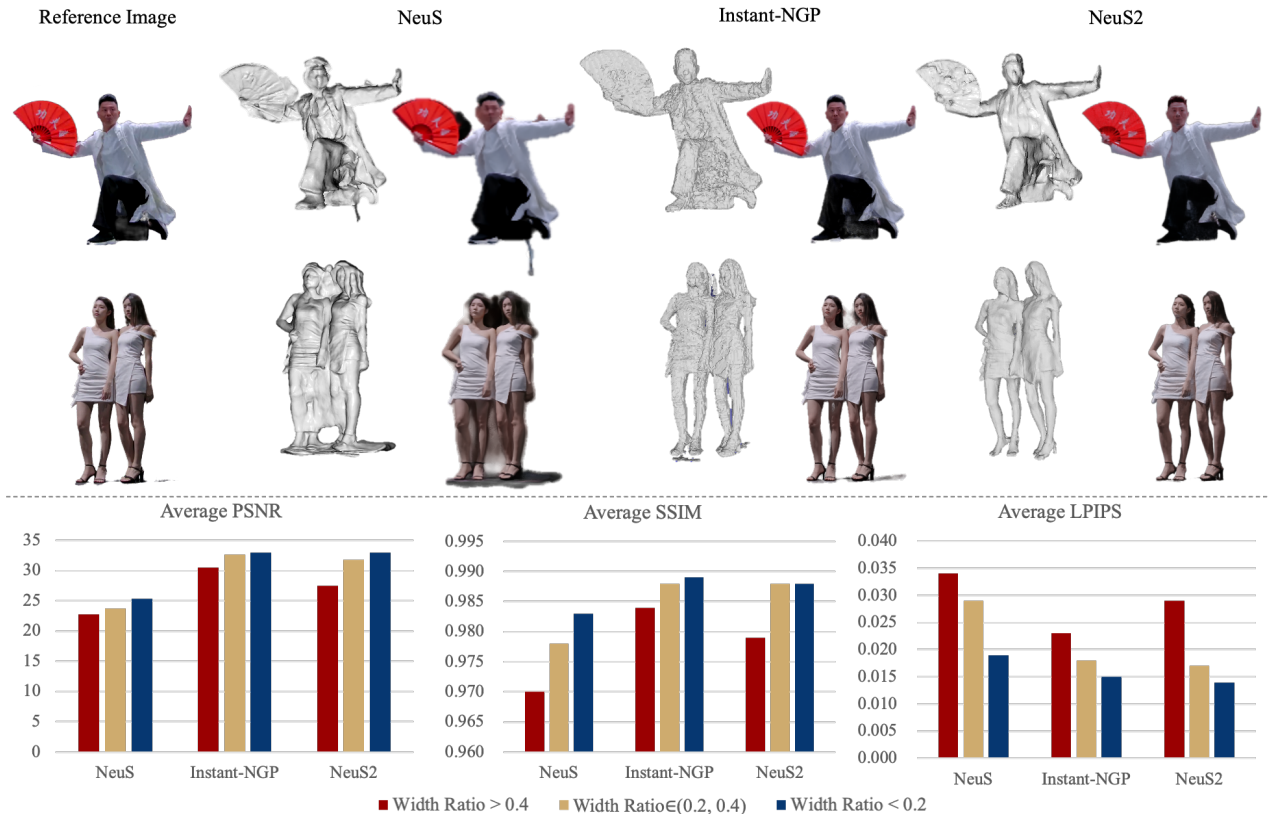 Reference Image
NeuS
Instant-NGP
NeuS2
Average PSNR
35
30
25
20
15
10
5
0
NeuS
Instant-NGP
NeuS2
Average SSIM
0.995
0.990
0.985
0.980
0.975
0.970
0.965
0.960
NeuS
Instant-NGP
NeuS2
Average LPIPS
0.040
0.035
0.030
0.025
0.020
0.015
0.010
0.005
0.000
NeuS
Instant-NGP
NeuS2
Width Ratio > 0.4
Width Ratio∈(0.2, 0.4)
Width Ratio < 0.2